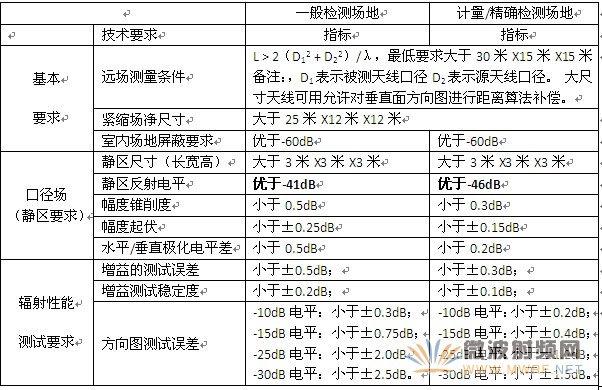 一般检测场地 计量/精确检测场地
技术要求 指标 指标
基本要求
远场测量条件 L＞2（D₁²＋D₂²）/λ，最低要求大于 30 米 X15 米 X15 米
备注：，D₁表示被测天线口径 D₂表示源天线口径。 大尺
寸天线可用允许对垂直面方向图进行距离算法补偿。
紧缩场净尺寸 大于 25 米 X12 米 X12 米
室内场地屏蔽要求 优于-60dB 优于-60dB
口径场（静区要求）
静区尺寸（长宽高） 大于 3 米 X3 米 X3 米 大于 3 米 X3 米 X3 米
静区反射电平 优于-41dB 优于-46dB
幅度锥削度 小于 0.5dB 小于 0.3dB
幅度起伏 小于±0.25dB 小于±0.15dB
水平/垂直极化电平差 小于 0.5dB 小于 0.2dB
辐射性能测试要求
增益的测试误差 小于±0.5dB； 小于±0.3dB；
增益测试稳定度 小于±0.2dB； 小于±0.1dB；
方向图测试误差
-10dB 电平：小于±0.3dB； -10dB 电平：小于±0.2dB；
-15dB 电平：小于±0.75dB； -15dB 电平：小于±0.4dB；
-25dB 电平：小于±2.0dB -25dB 电平：小于±
-30dB 电平：小于±2.5dB。 -30dB 电平：小于±1.5dB。
微波射频网
WWW.MWRF.NET